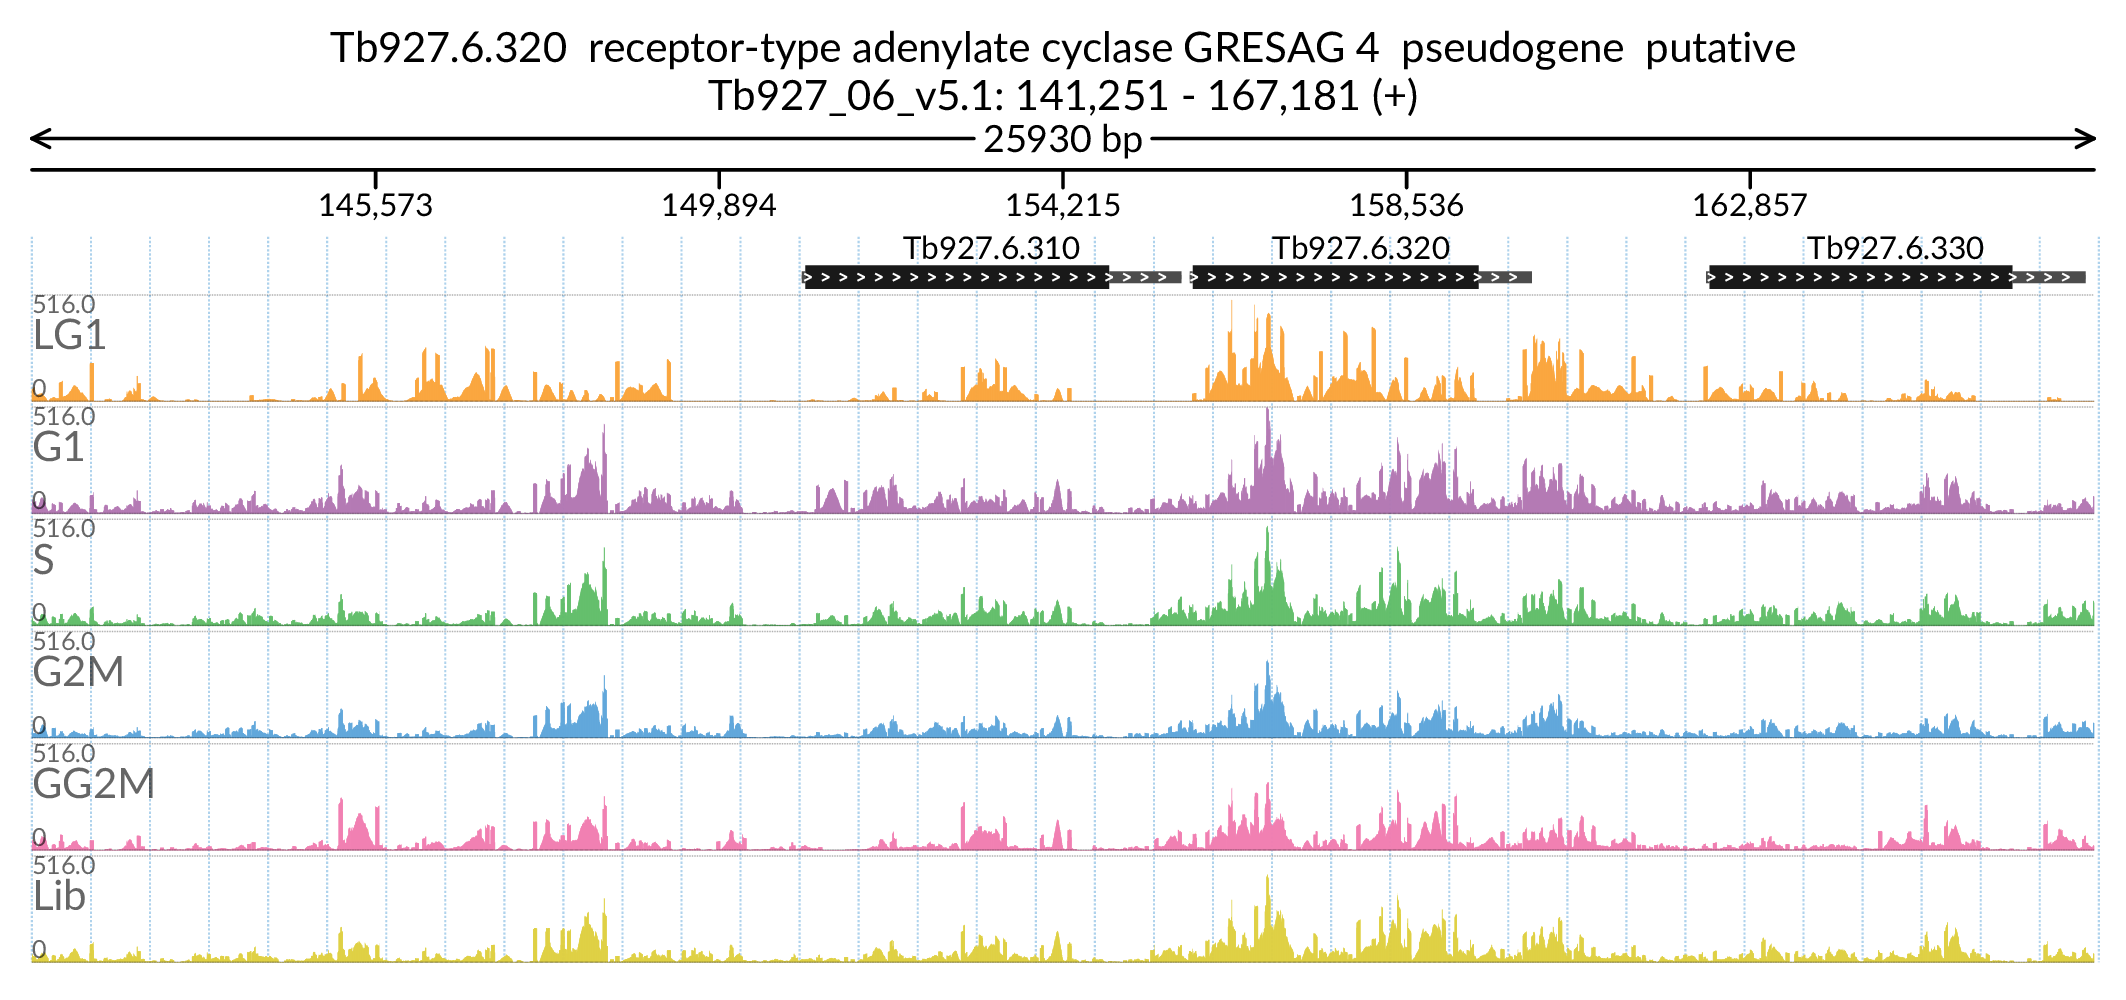 Tb927.6.320 receptor-type adenylate cyclase GRESAG 4 pseudogene putative
Tb927_06_v5.1: 141,251 - 167,181 (+)
25930 bp
145,573 149,894 154,215 158,536 162,857
Tb927.6.310 Tb927.6.320 Tb927.6.330
516.0
LG1
0
516.0
G1
0
516.0
S
0
516.0
G2M
0
516.0
GG2M
0
516.0
Lib
0